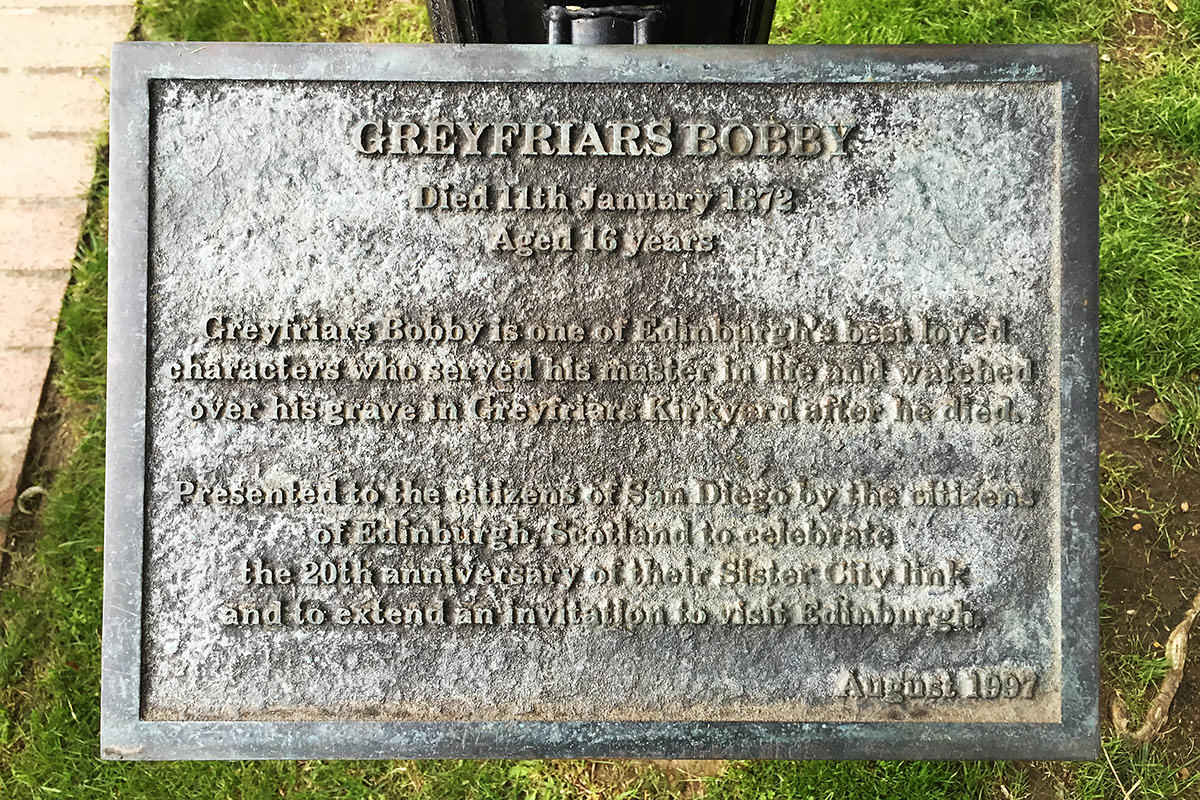 GREYFRIARS BOBBY
Died 11th January 1872
Aged 16 years
Greyfriars Bobby is one of Edinburgh's best loved
characters who served his master in life and watched
over his grave in Greyfriars Kirkyard after he died.
Presented to the citizens of San Diego by the citizens
of Edinburgh, Scotland to celebrate
the 20th anniversary of their Sister City link
and to extend an invitation to visit Edinburgh.
August 1997